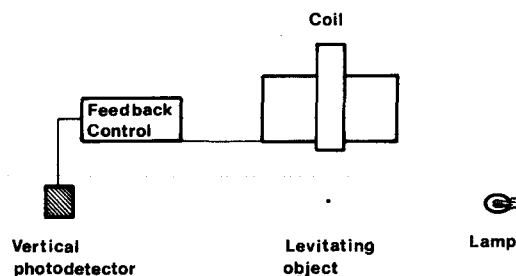 Coil
Feedback
Control
Vertical
photodetector
Levitating
object
Lamp